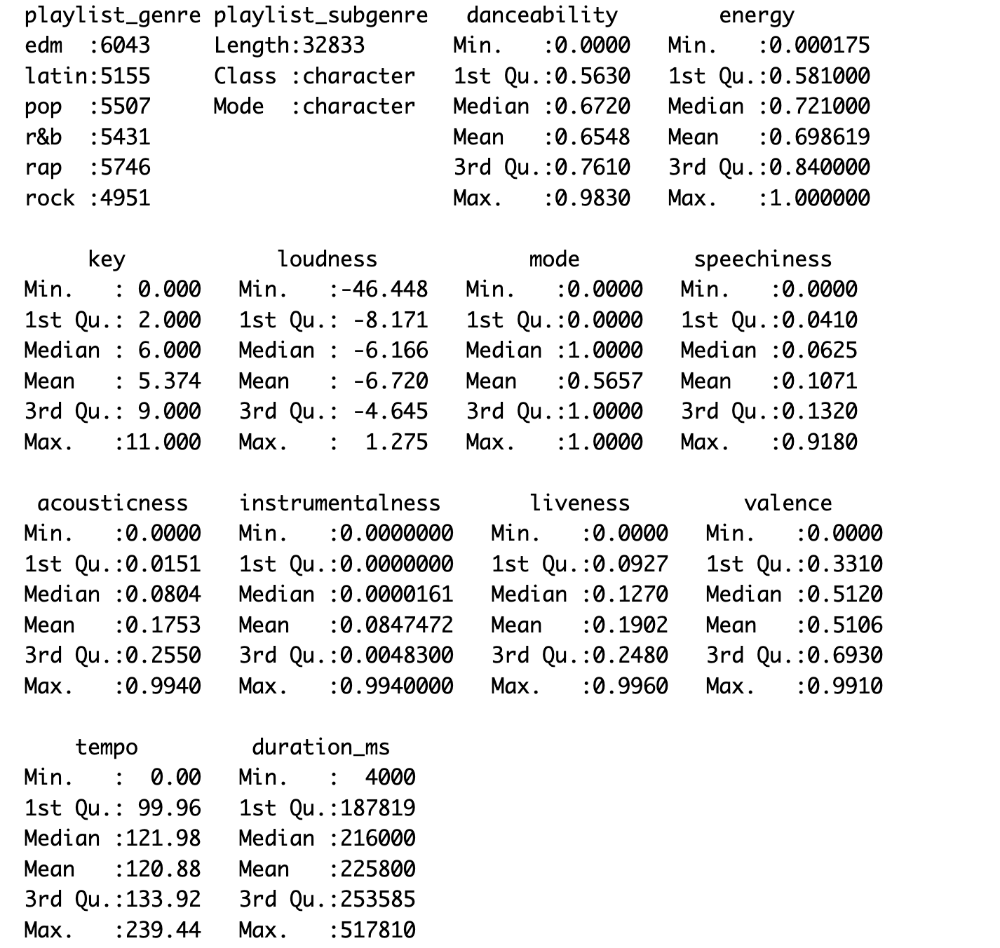 playlist_genre playlist_subgenre  danceability        energy
edm  :6043     Length:32833       Min.   :0.0000   Min.   :0.000175
latin:5155     Class :character   1st Qu.:0.5630   1st Qu.:0.581000
pop  :5507     Mode  :character   Median :0.6720   Median :0.721000
r&b  :5431                        Mean   :0.6548   Mean   :0.698619
rap  :5746                        3rd Qu.:0.7610   3rd Qu.:0.840000
rock :4951                        Max.   :0.9830   Max.   :1.000000
     key            loudness            mode         speechiness
Min.   : 0.000   Min.   :-46.448   Min.   :0.0000   Min.   :0.0000
1st Qu.: 2.000   1st Qu.: -8.171   1st Qu.:0.0000   1st Qu.:0.0410
Median : 6.000   Median : -6.166   Median :1.0000   Median :0.0625
Mean   : 5.374   Mean   : -6.720   Mean   :0.5657   Mean   :0.1071
3rd Qu.: 9.000   3rd Qu.: -4.645   3rd Qu.:1.0000   3rd Qu.:0.1320
Max.   :11.000   Max.   :  1.275   Max.   :1.0000   Max.   :0.9180
 acousticness    instrumentalness       liveness         valence
Min.   :0.0000   Min.   :0.0000000   Min.   :0.0000   Min.   :0.0000
1st Qu.:0.0151   1st Qu.:0.0000000   1st Qu.:0.0927   1st Qu.:0.3310
Median :0.0804   Median :0.0000161   Median :0.1270   Median :0.5120
Mean   :0.1753   Mean   :0.0847472   Mean   :0.1902   Mean   :0.5106
3rd Qu.:0.2550   3rd Qu.:0.0048300   3rd Qu.:0.2480   3rd Qu.:0.6930
Max.   :0.9940   Max.   :0.9940000   Max.   :0.9960   Max.   :0.9910
    tempo         duration_ms
Min.   :  0.00   Min.   :  4000
1st Qu.: 99.96   1st Qu.:187819
Median :121.98   Median :216000
Mean   :120.88   Mean   :225800
3rd Qu.:133.92   3rd Qu.:253585
Max.   :239.44   Max.   :517810